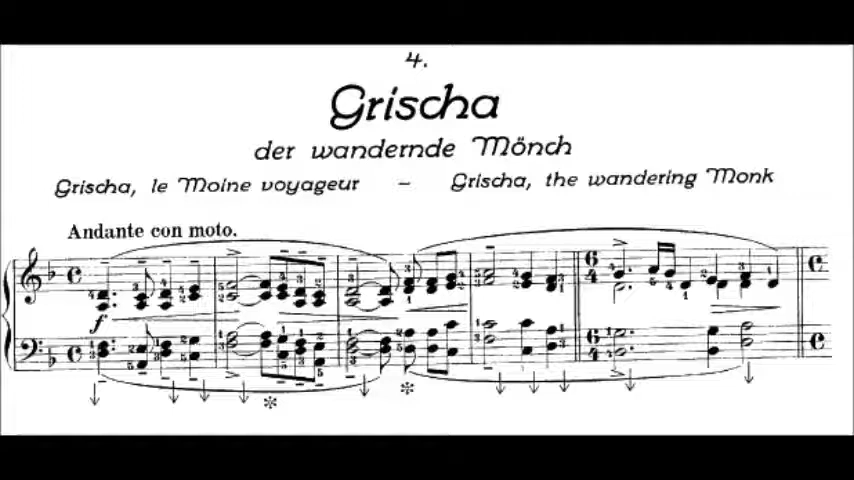 4.
Grischa
der wandernde Mönch
Grischa, le Moine voyageur – Grischa, the wandering Monk
Andante con moto.